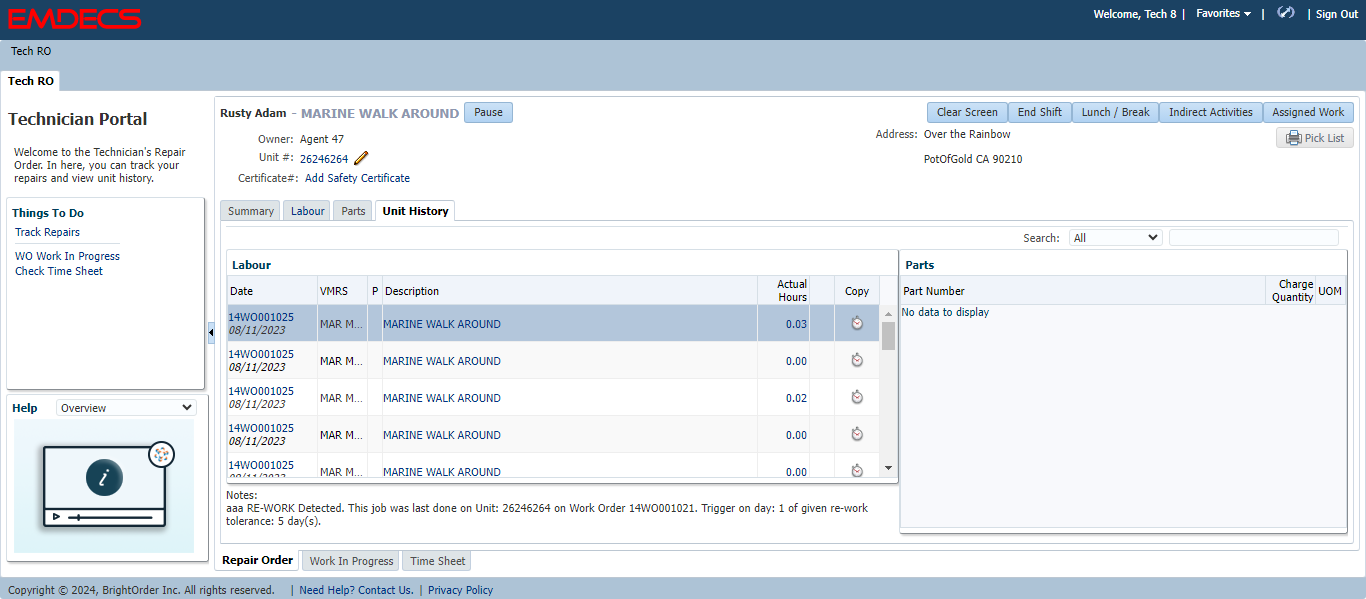 EMDECS
Welcome, Tech 8 | Favorites | | Sign Out
Tech RO
Tech RO
Technician Portal
Welcome to the Technician's Repair
Order. In here, you can track your
repairs and view unit history.
Things To Do
Track Repairs
WO Work In Progress
Check Time Sheet
Help Overview
i
Rusty Adam - MARINE WALK AROUND Pause
Clear Screen End Shift Lunch / Break Indirect Activities Assigned Work
Owner: Agent 47
Unit #: 26246264
Certificate#: Add Safety Certificate
Address: Over the Rainbow
PotOfGold CA 90210
Pick List
Summary Labour Parts Unit History
Search: All
Labour
Date VMRS P Description Actual Hours Copy
14WO001025
08/11/2023 MAR M... MARINE WALK AROUND 0.03
14WO001025
08/11/2023 MAR M... MARINE WALK AROUND 0.00
14WO001025
08/11/2023 MAR M... MARINE WALK AROUND 0.02
14WO001025
08/11/2023 MAR M... MARINE WALK AROUND 0.00
14WO001025
08/11/2023 MAR M... MARINE WALK AROUND 0.00
Parts
Part Number Charge Quantity UOM
No data to display
Notes:
aaa RE-WORK Detected. This job was last done on Unit: 26246264 on Work Order 14WO001021. Trigger on day: 1 of given re-work
tolerance: 5 day(s).
Repair Order Work In Progress Time Sheet
Copyright © 2024, BrightOrder Inc. All rights reserved. | Need Help? Contact Us. | Privacy Policy